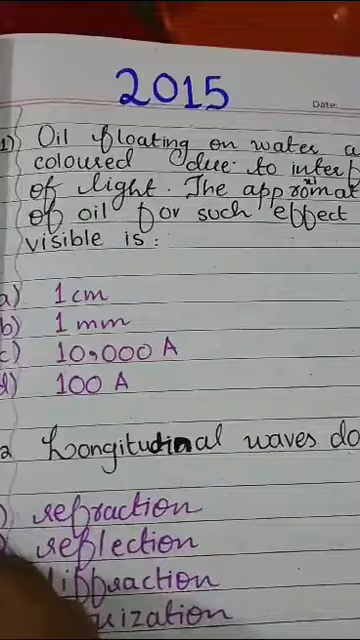 2015
Date:
1) Oil floating on water a
coloured due to interf
of light. The approximat
of oil for such effect
visible is:
a) 1 cm
b) 1 mm
c) 10,000 A
d) 100 A
2 Longitudinal waves do
refraction
reflection
diffraction